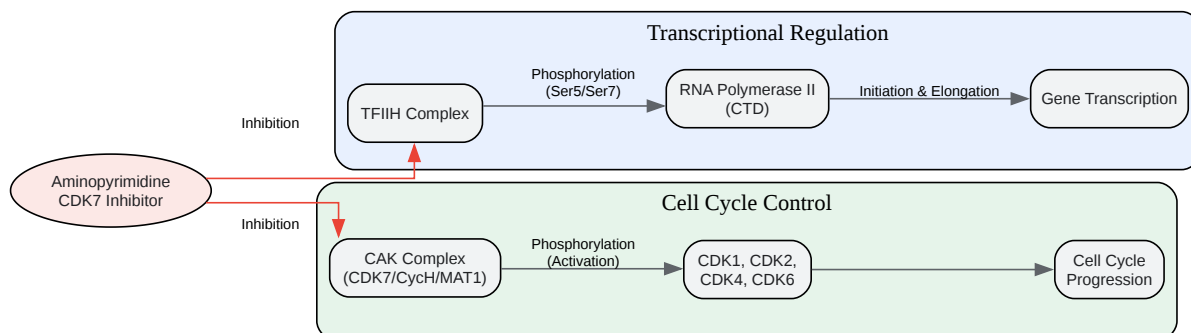 Transcriptional Regulation
Phosphorylation
(Ser5/Ser7)
TFIIH Complex
RNA Polymerase II
(CTD)
Initiation & Elongation
Gene Transcription
Inhibition
Aminopyrimidine
CDK7 Inhibitor
Inhibition
Cell Cycle Control
CAK Complex
(CDK7/CycH/MAT1)
Phosphorylation
(Activation)
CDK1, CDK2,
CDK4, CDK6
Cell Cycle
Progression